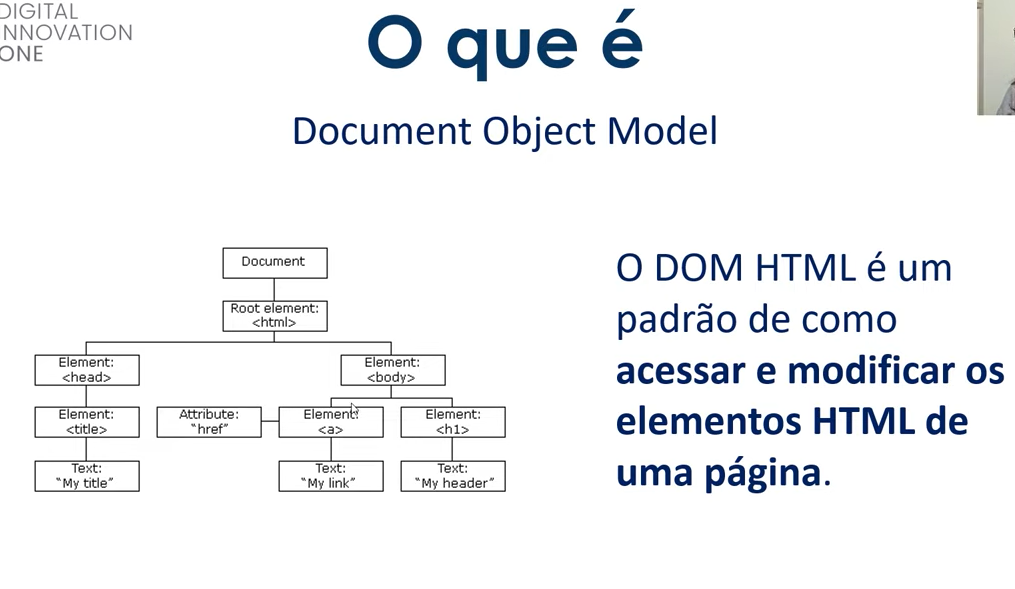 DIGITAL
INNOVATION
ONE
O que é
Document Object Model
Document
Root element:
<html>
Element:
<head>
Element:
<body>
Element:
<title>
Attribute:
"href"
Element:
<a>
Element:
<h1>
Text:
"My title"
Text:
"My link"
Text:
"My header"
O DOM HTML é um
padrão de como
acessar e modificar os
elementos HTML de
uma página.